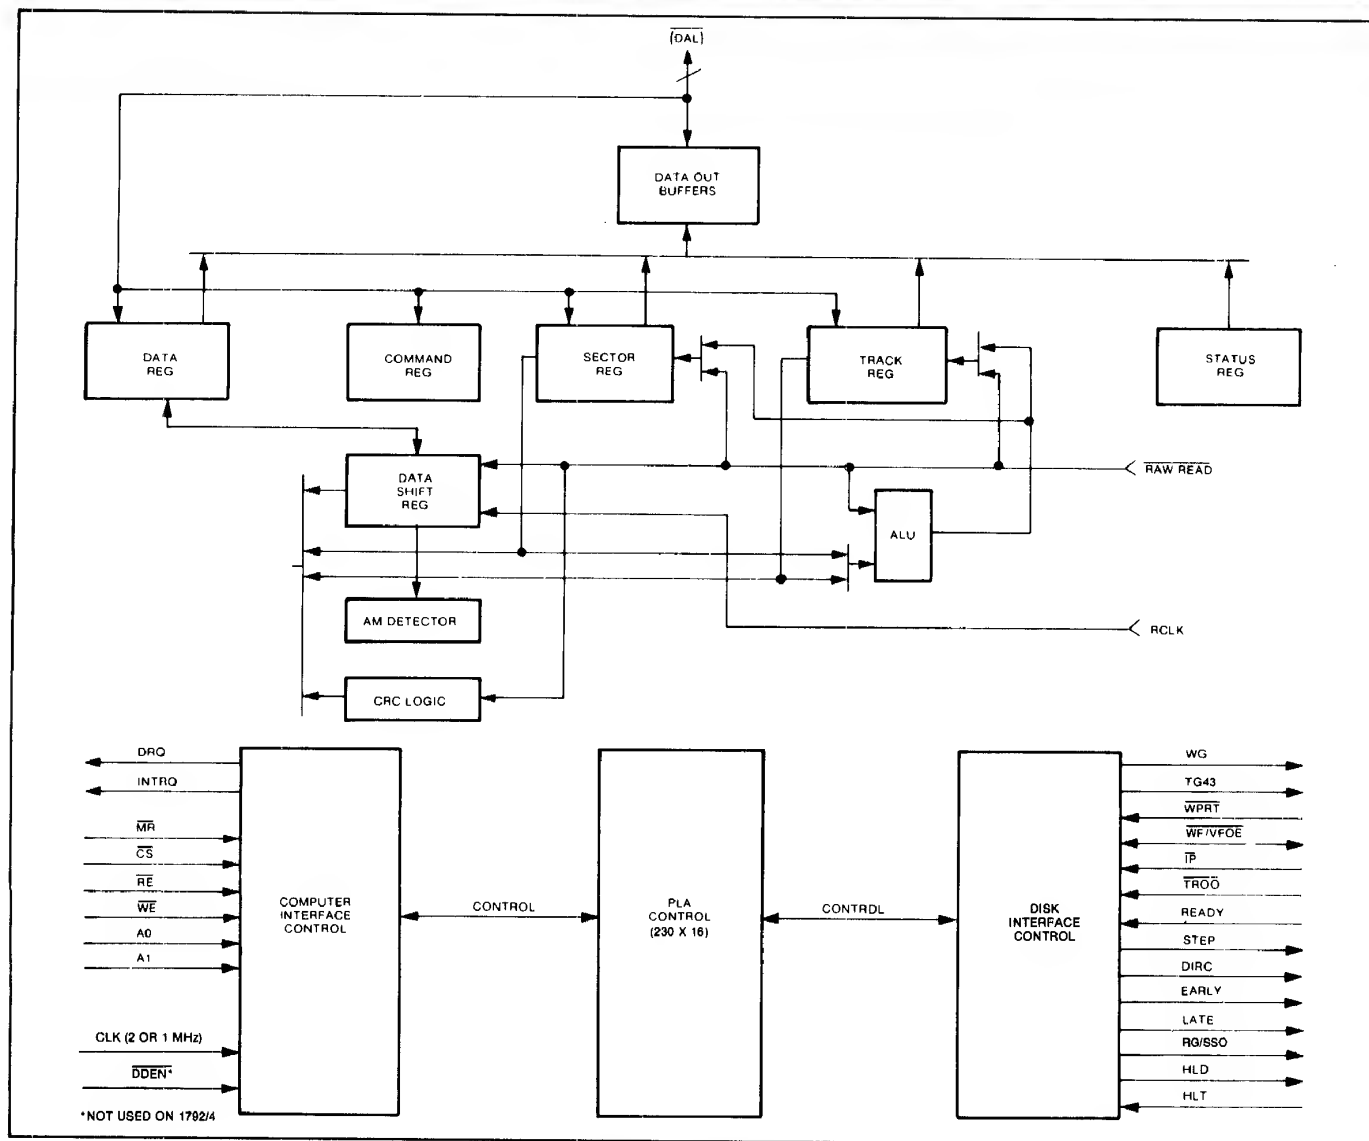 (DAL)
DATA OUT
BUFFERS
DATA
REG
COMMAND
REG
SECTOR
REG
TRACK
REG
STATUS
REG
DATA
SHIFT
REG
RAW READ
ALU
AM DETECTOR
RCLK
CRC LOGIC
DRQ
INTRQ
MR
CS
RE
WE
A0
A1
CLK (2 OR 1 MHz)
DDEN*
*NOT USED ON 1792/4
COMPUTER
INTERFACE
CONTROL
CONTROL
PLA
CONTROL
(230 X 16)
CONTROL
DISK
INTERFACE
CONTROL
WG
TG43
WPRT
WF/VFOE
IP
TROO
READY
STEP
DIRC
EARLY
LATE
RG/SSO
HLD
HLT